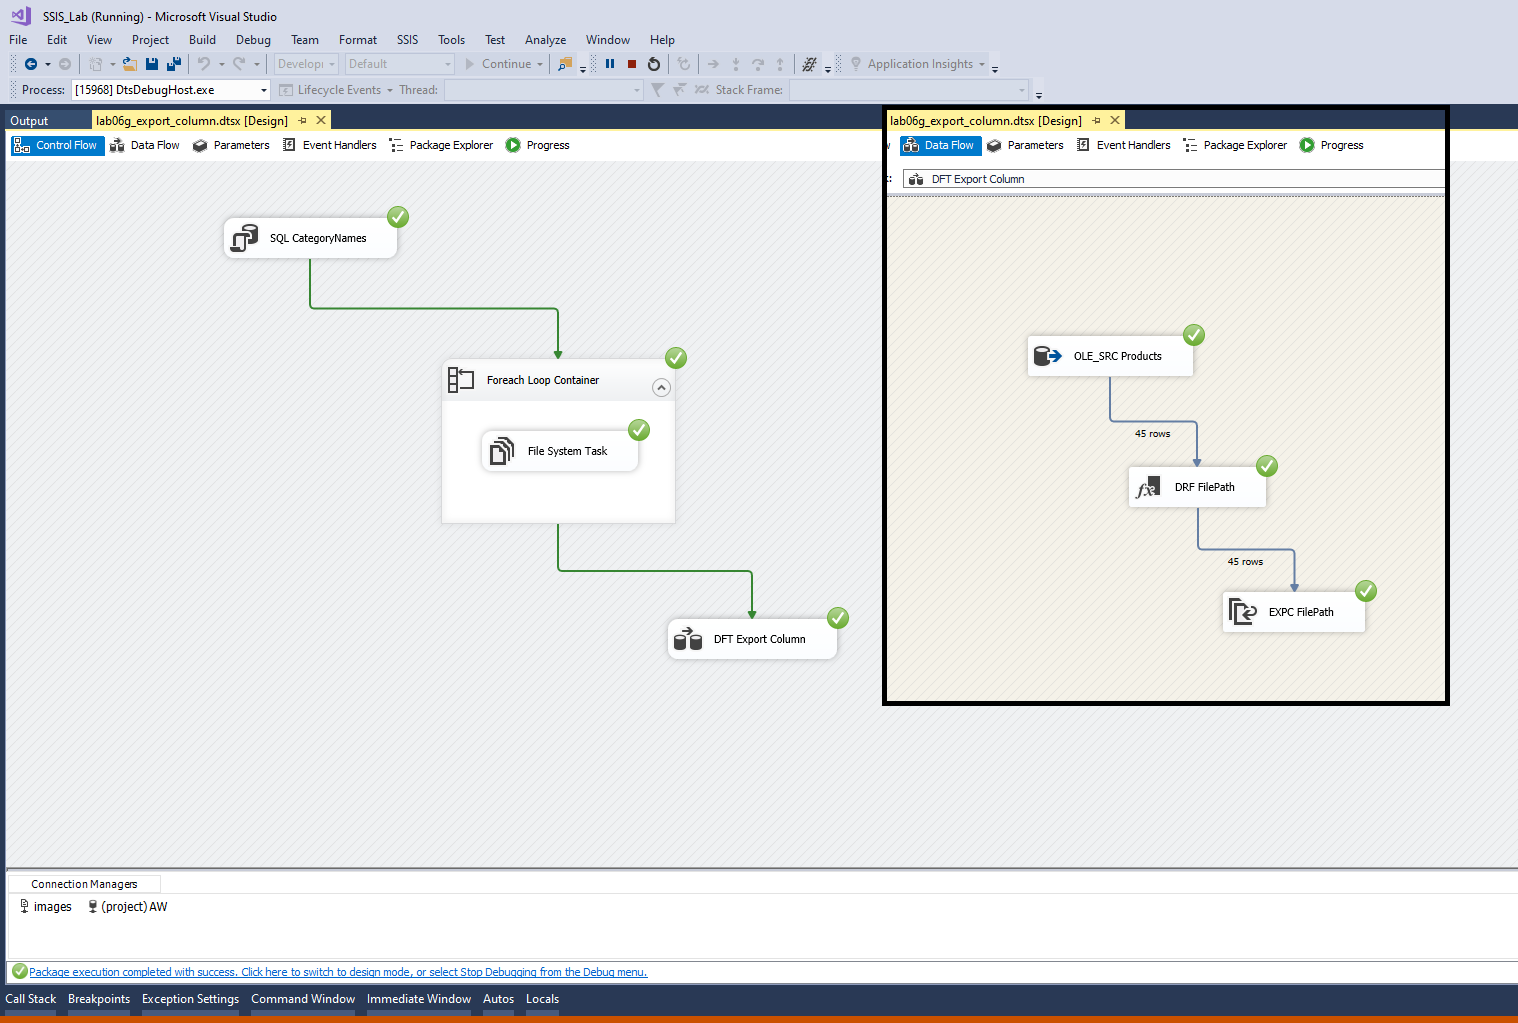 SSIS_Lab (Running) - Microsoft Visual Studio
File Edit View Project Build Debug Team Format SSIS Tools Test Analyze Window Help
Developı Default Continue Application Insights
Process: [15968] DtsDebugHost.exe Lifecycle Events Thread: Stack Frame:
Output lab06g_export_column.dtsx [Design]
Control Flow Data Flow Parameters Event Handlers Package Explorer Progress
SQL CategoryNames
Foreach Loop Container
File System Task
DFT Export Column
lab06g_export_column.dtsx [Design]
Data Flow Parameters Event Handlers Package Explorer Progress
DFT Export Column
OLE_SRC Products
45 rows
DRF FilePath
45 rows
EXPC FilePath
Connection Managers
images (project) AW
Package execution completed with success. Click here to switch to design mode, or select Stop Debugging from the Debug menu.
Call Stack Breakpoints Exception Settings Command Window Immediate Window Autos Locals